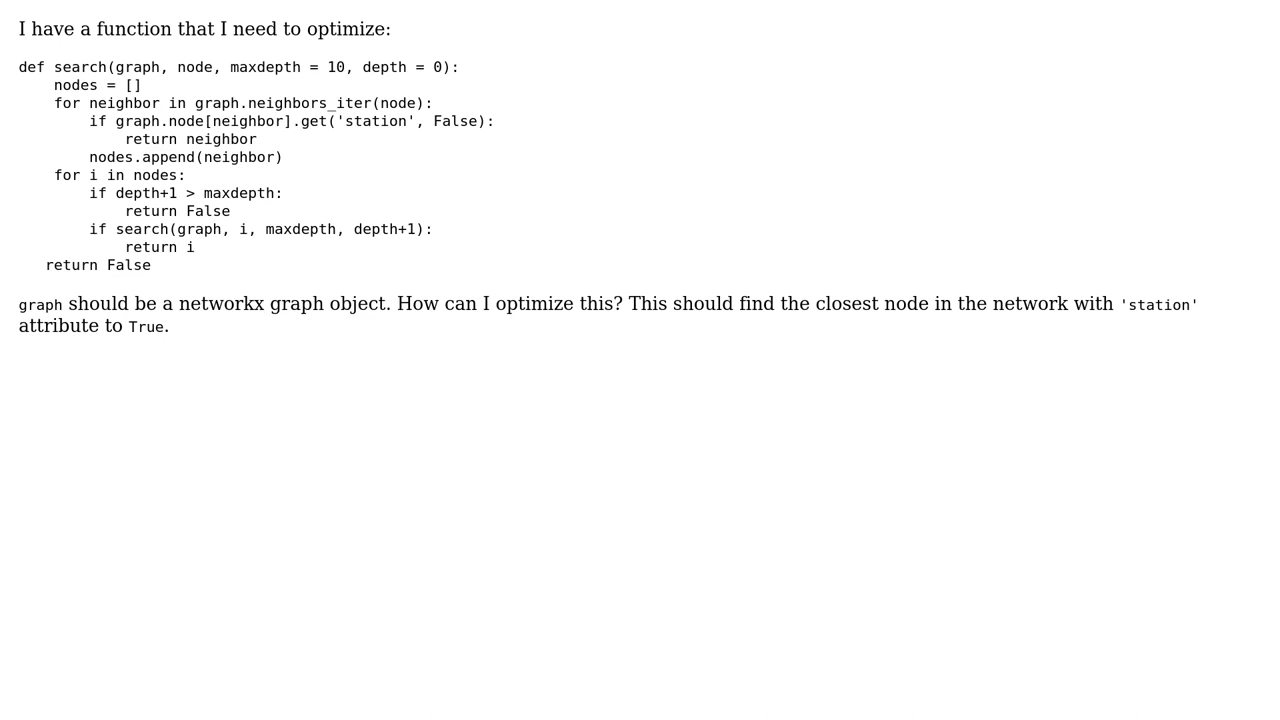 I have a function that I need to optimize:
def search(graph, node, maxdepth = 10, depth = 0):
    nodes = []
    for neighbor in graph.neighbors_iter(node):
        if graph.node[neighbor].get('station', False):
            return neighbor
        nodes.append(neighbor)
    for i in nodes:
        if depth+1 > maxdepth:
            return False
        if search(graph, i, maxdepth, depth+1):
            return i
   return False
graph should be a networkx graph object. How can I optimize this? This should find the closest node in the network with 'station'
attribute to True.